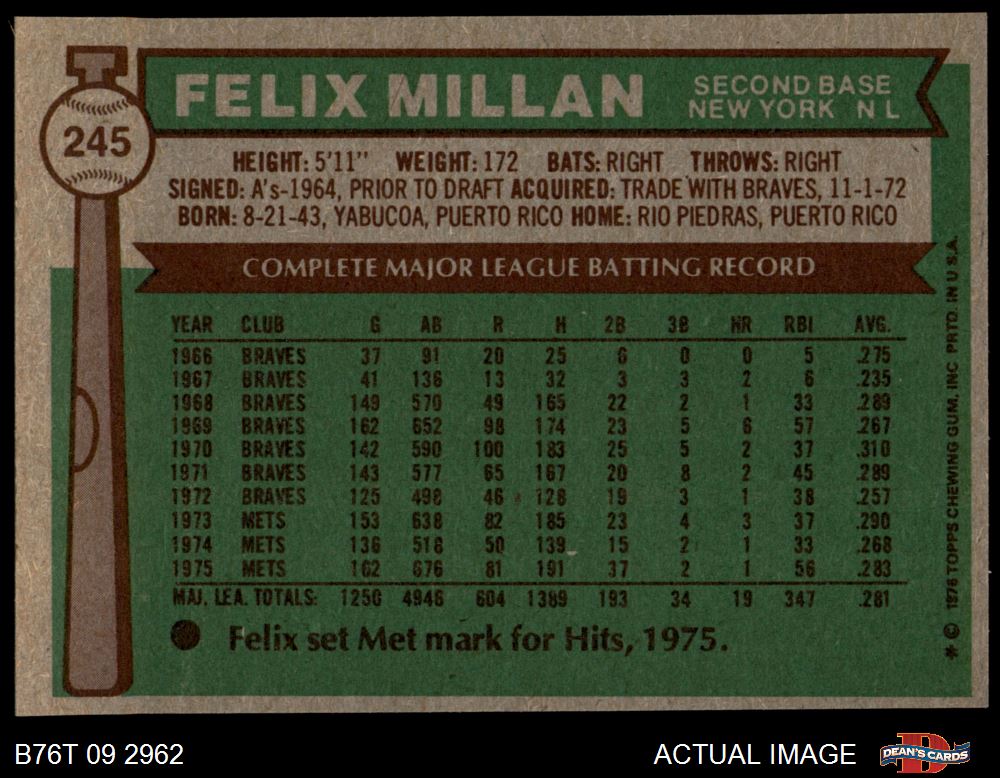 245
FELIX MILLAN
SECOND BASE
NEW YORK N L
HEIGHT: 5'11" WEIGHT: 172 BATS: RIGHT THROWS: RIGHT
SIGNED: A's-1964, PRIOR TO DRAFT ACQUIRED: TRADE WITH BRAVES, 11-1-72
BORN: 8-21-43, YABUCOA, PUERTO RICO HOME: RIO PIEDRAS, PUERTO RICO
COMPLETE MAJOR LEAGUE BATTING RECORD
YEAR CLUB G AB R H 2B 3B HR RBI AVG.
1966 BRAVES 37 91 20 25 6 0 0 5 .275
1967 BRAVES 41 136 13 32 3 3 2 6 .235
1968 BRAVES 149 570 49 165 22 2 1 33 .289
1969 BRAVES 162 652 98 174 23 5 6 57 .267
1970 BRAVES 142 590 100 183 25 5 2 37 .310
1971 BRAVES 143 577 65 167 20 8 2 45 .289
1972 BRAVES 125 498 46 128 19 3 1 38 .257
1973 METS 153 638 82 185 23 4 3 37 .290
1974 METS 136 518 50 139 15 2 1 33 .268
1975 METS 162 676 81 191 37 2 1 56 .283
MAJ. LEA. TOTALS: 1250 4946 604 1389 193 34 19 347 .281
Felix set Met mark for Hits, 1975.
* © 1976 TOPPS CHEWING GUM, INC PRTD. IN U.S.A.
B76T 09 2962
ACTUAL IMAGE
D
DEAN'S CARDS